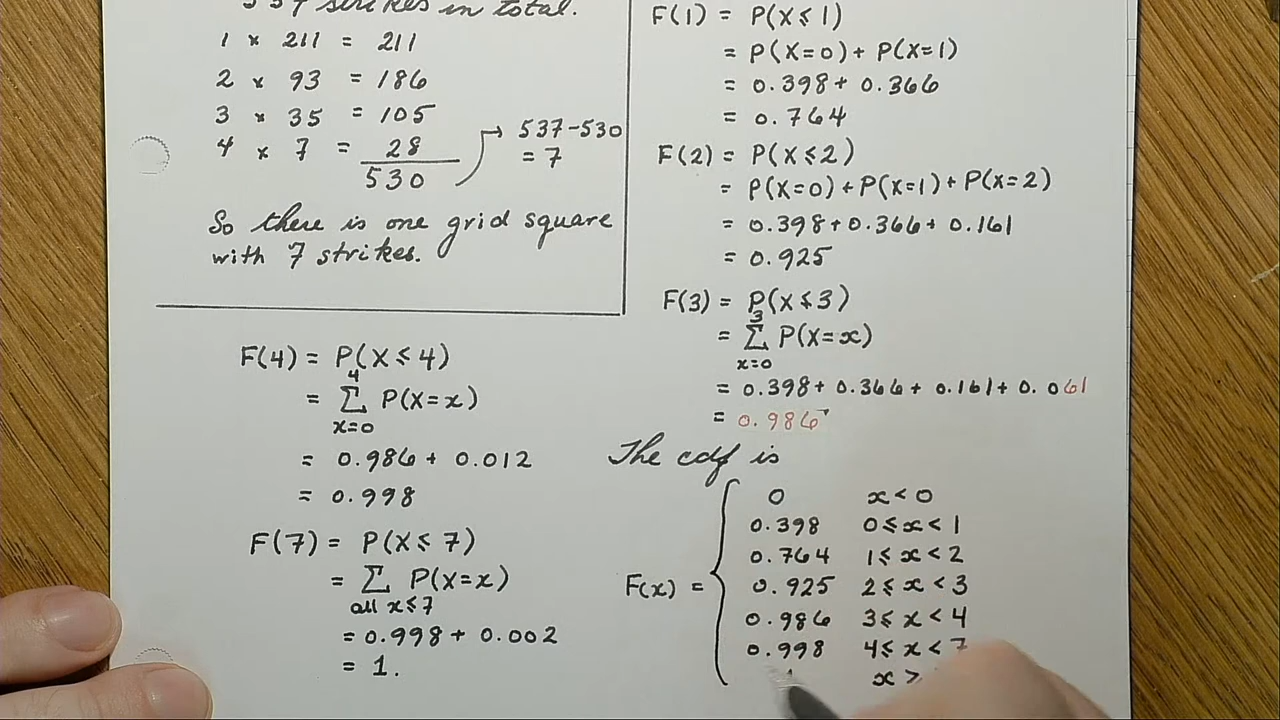 537 strikes in total.
1 × 211 = 211
2 × 93 = 186
3 × 35 = 105
4 × 7 = 28
530
→ 537-530
= 7
So there is one grid square
with 7 strikes.
F(1) = P(X≤1)
= P(X=0) + P(X=1)
= 0.398 + 0.366
= 0.764
F(2) = P(X≤2)
= P(X=0) + P(X=1) + P(X=2)
= 0.398 + 0.366 + 0.161
= 0.925
F(3) = P(X≤3)
3
= Σ P(X=x)
x=0
= 0.398 + 0.366 + 0.161 + 0.061
= 0.986
F(4) = P(X≤4)
4
= Σ P(X=x)
x=0
= 0.986 + 0.012
= 0.998
F(7) = P(X≤7)
= Σ P(X=x)
all x≤7
= 0.998 + 0.002
= 1.
The cdf is
0 x<0
0.398 0≤x<1
0.764 1≤x<2
F(x) = { 0.925 2≤x<3
0.986 3≤x<4
0.998 4≤x<7
x>